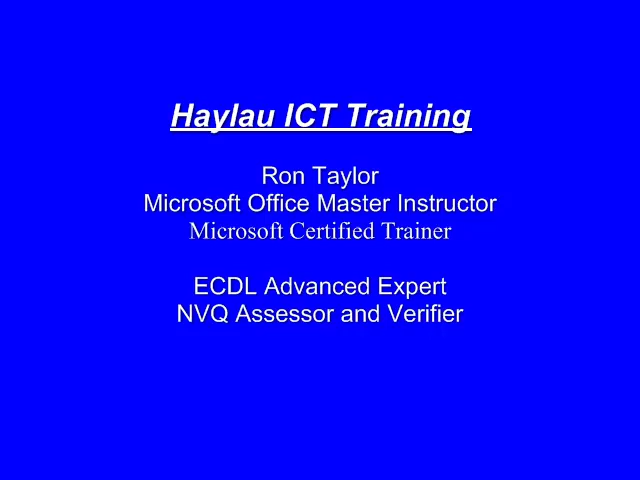 Haylau ICT Training
Ron Taylor
Microsoft Office Master Instructor
Microsoft Certified Trainer
ECDL Advanced Expert
NVQ Assessor and Verifier